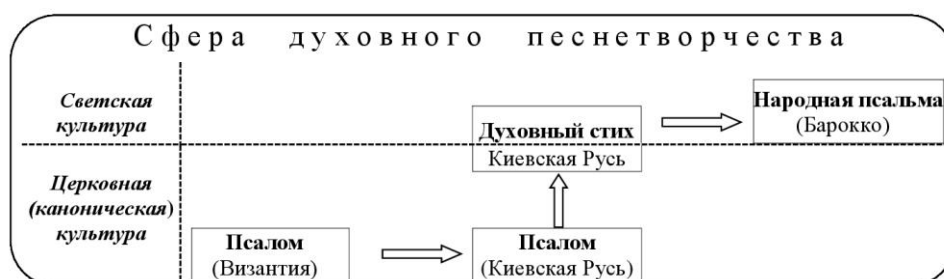 Сфера духовного песнетворчества
Светская
культура
Народная псальма
(Барокко)
Духовный стих
Киевская Русь
Церковная
(каноническая)
культура
Псалом
(Византия)
Псалом
(Киевская Русь)